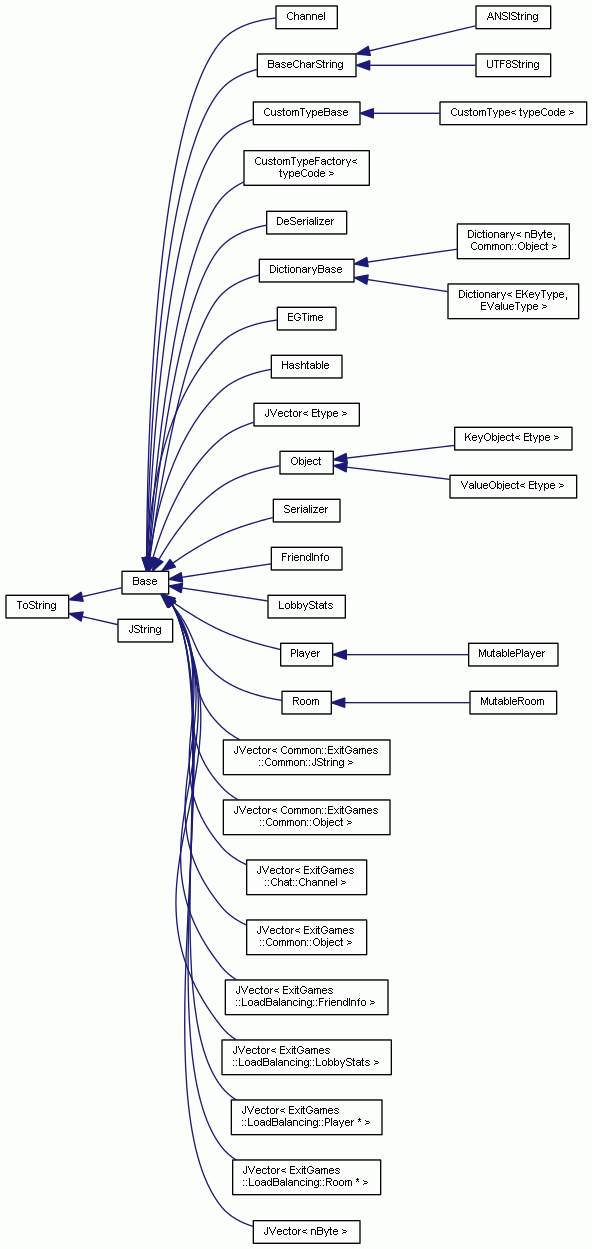 Channel
ANSIString
BaseCharString
UTF8String
CustomTypeBase
CustomType< typeCode >
CustomTypeFactory<
typeCode >
DeSerializer
Dictionary< nByte,
Common::Object >
DictionaryBase
Dictionary< EKeyType,
EValueType >
EGTime
Hashtable
JVector< Etype >
KeyObject< Etype >
Object
ValueObject< Etype >
Serializer
FriendInfo
Base
ToString
LobbyStats
JString
Player
MutablePlayer
Room
MutableRoom
JVector< Common::ExitGames
::Common::JString >
JVector< Common::ExitGames
::Common::Object >
JVector< ExitGames
::Chat::Channel >
JVector< ExitGames
::Common::Object >
JVector< ExitGames
::LoadBalancing::FriendInfo >
JVector< ExitGames
::LoadBalancing::LobbyStats >
JVector< ExitGames
::LoadBalancing::Player * >
JVector< ExitGames
::LoadBalancing::Room * >
JVector< nByte >